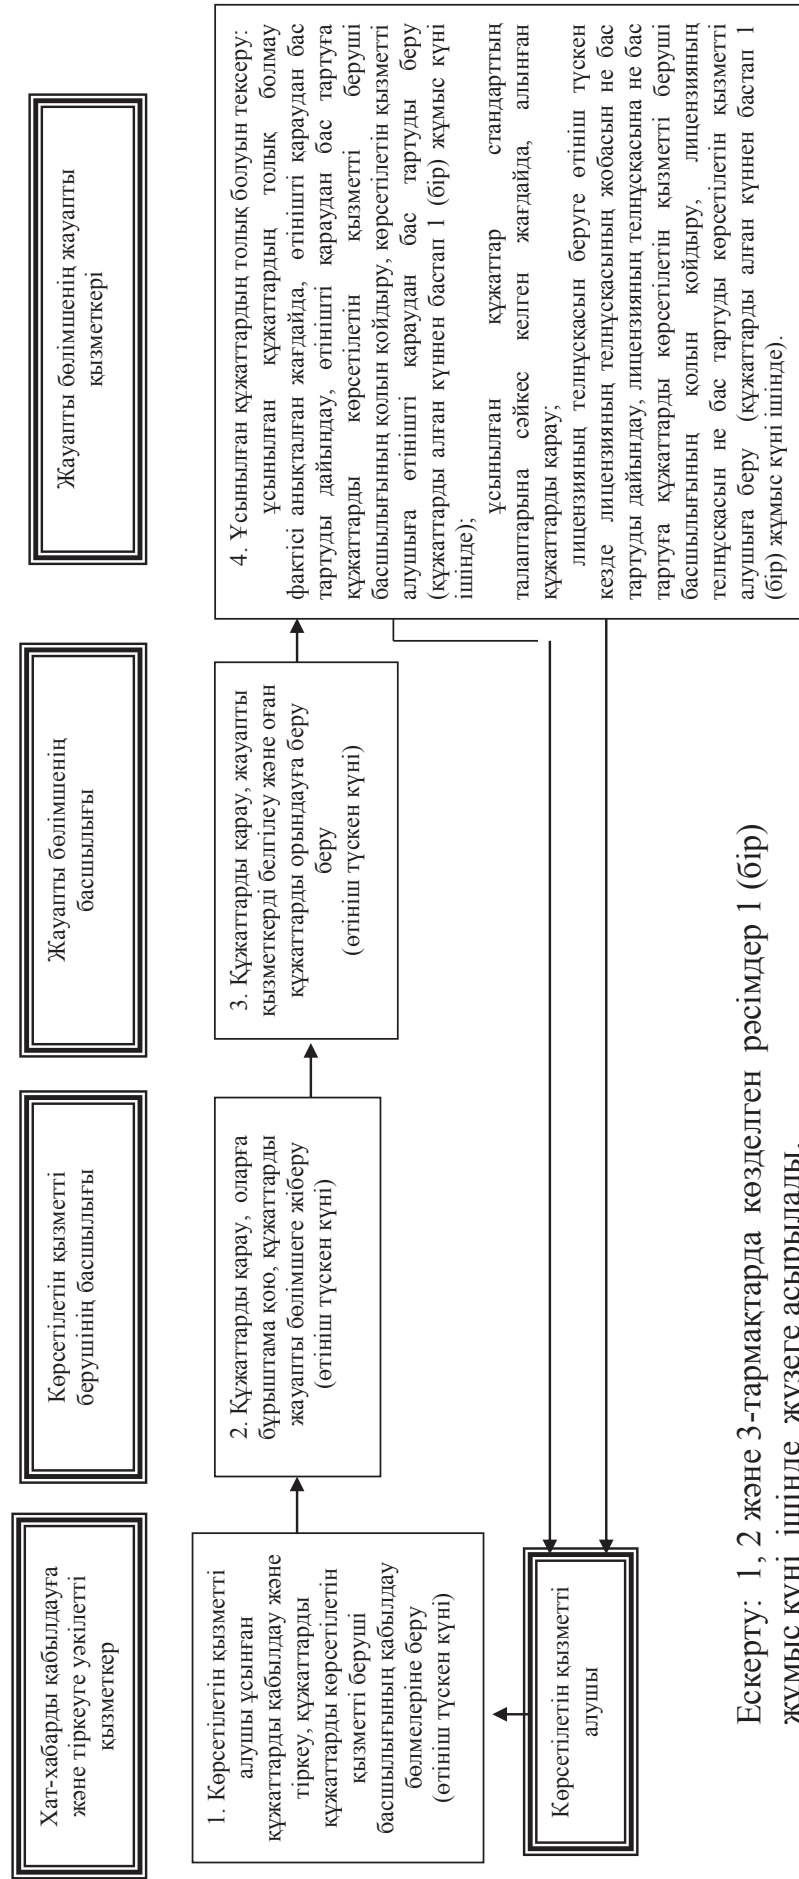 Хат-хабарды қабылдауға
және тіркеуге уәкілетті
қызметкер
Көрсетілетін қызметті
берушінің басшылығы
Жауапты бөлімшенің
басшылығы
Жауапты бөлімшенің жауапты
қызметкері
1. Көрсетілетін қызметті
алушы ұсынған
құжаттарды қабылдау және
тіркеу, құжаттарды
құжаттарды көрсетілетін
қызметті беруші
басшылығының қабылдау
бөлмелеріне беру
(өтініш түскен күні)
2. Құжаттарды қарау, оларға
бұрыштама қою, құжаттарды
жауапты бөлімшеге жіберу
(өтініш түскен күні)
3. Құжаттарды қарау, жауапты
қызметкерді белгілеу және оған
құжаттарды орындауға беру
беру
(өтініш түскен күні)
4. Ұсынылған құжаттардың толық болуын тексеру:
ұсынылған құжаттардың толық болмау
фактісі анықталған жағдайда, өтінішті қараудан бас
тартуды дайындау, өтінішті қараудан бас тартуға
құжаттарды көрсетілетін қызметті беруші
басшылығының қолын қойдыру, көрсетілетін қызметті
алушыға өтінішті қараудан бас тартуды беру
(құжаттарды алған күннен бастап 1 (бір) жұмыс күні
ішінде);
ұсынылған құжаттар стандарттың
талаптарына сәйкес келген жағдайда, алынған
құжаттарды қарау;
лицензияның телнұсқасын беруге өтініш түскен
кезде лицензияның телнұсқасының жобасын не бас
тартуды дайындау, лицензияның телнұсқасына не бас
тартуға құжаттарды көрсетілетін қызметті беруші
басшылығының қолын қойдыру, лицензияның
телнұсқасын не бас тартуды көрсетілетін қызметті
алушыға беру (құжаттарды алған күннен бастап 1
(бір) жұмыс күні ішінде).
Көрсетілетін қызметті
алушы
Ескерту: 1, 2 және 3-тармақтарда көзделген рәсімдер 1 (бір)
жұмыс күні ішінде жүзеге асырылады.